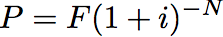 P = F(1 + i)^{-N}